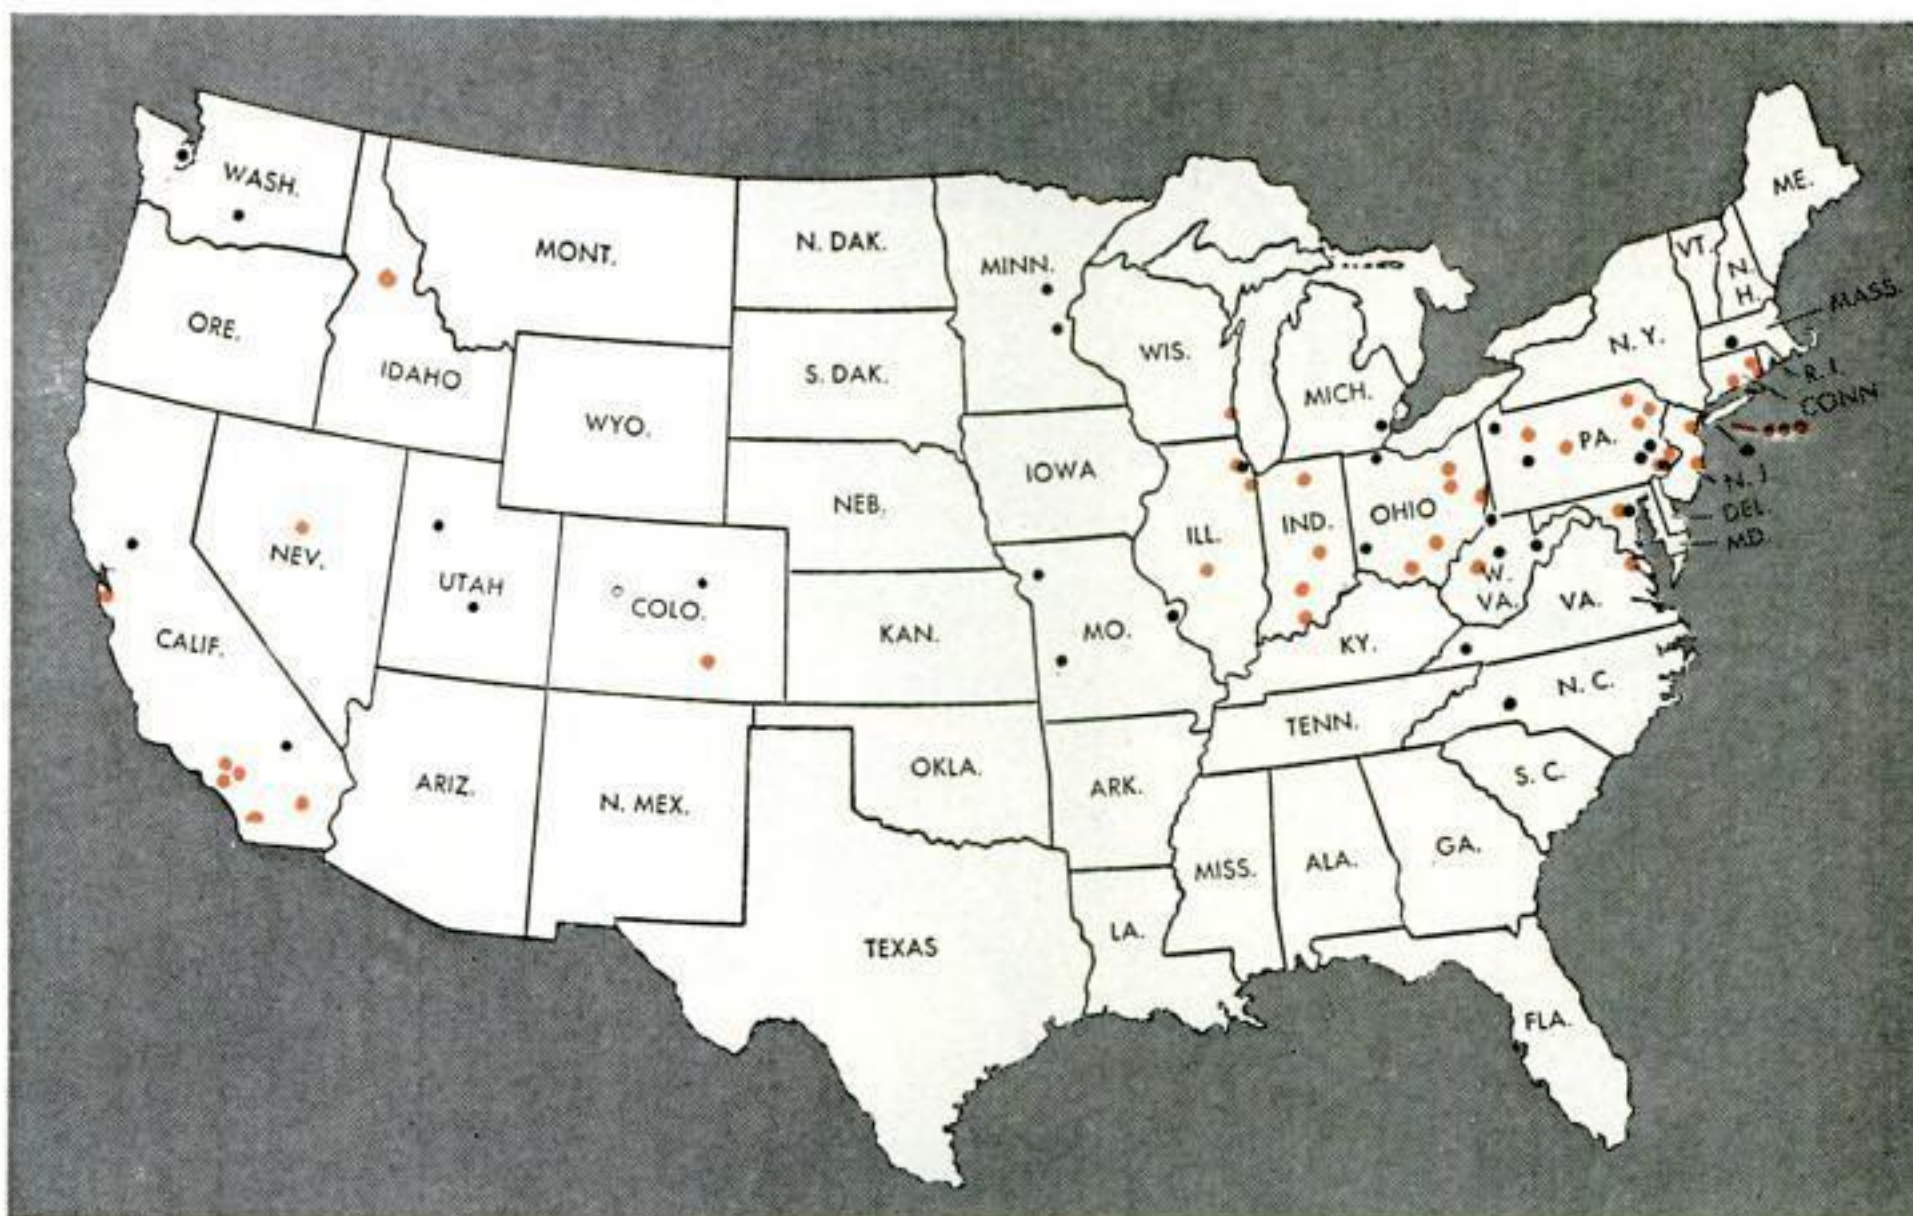 WASH.
MONT.
N. DAK.
MINN.
ORE.
IDAHO
S. DAK.
WIS.
MICH.
WYO.
IOWA
NEB.
NEV.
UTAH
COLO.
CALIF.
KAN.
MO.
ILL.
IND.
OHIO
KY.
W.
VA.
VA.
PA.
N. Y.
VT.
N.
H.
ME.
MASS.
R. I.
CONN
N. J
DEL.
MD.
N. C.
TENN.
S. C.
ARIZ.
N. MEX.
OKLA.
ARK.
TEXAS
LA.
MISS.
ALA.
GA.
FLA.